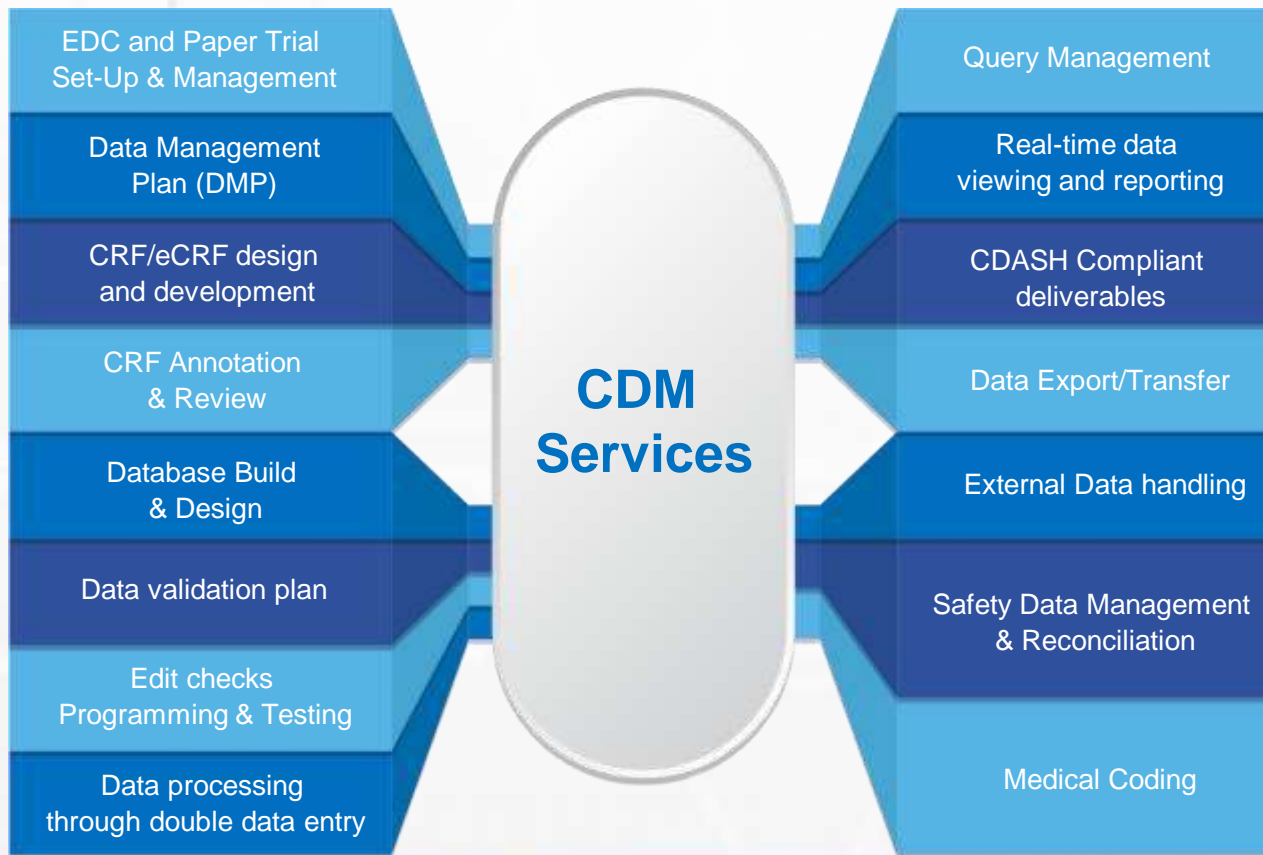 EDC and Paper Trial
Set-Up & Management
Data Management
Plan (DMP)
CRF/eCRF design
and development
CRF Annotation
& Review
Database Build
& Design
Data validation plan
Edit checks
Programming & Testing
Data processing
through double data entry
CDM
Services
Query Management
Real-time data
viewing and reporting
CDASH Compliant
deliverables
Data Export/Transfer
External Data handling
Safety Data Management
& Reconciliation
Medical Coding